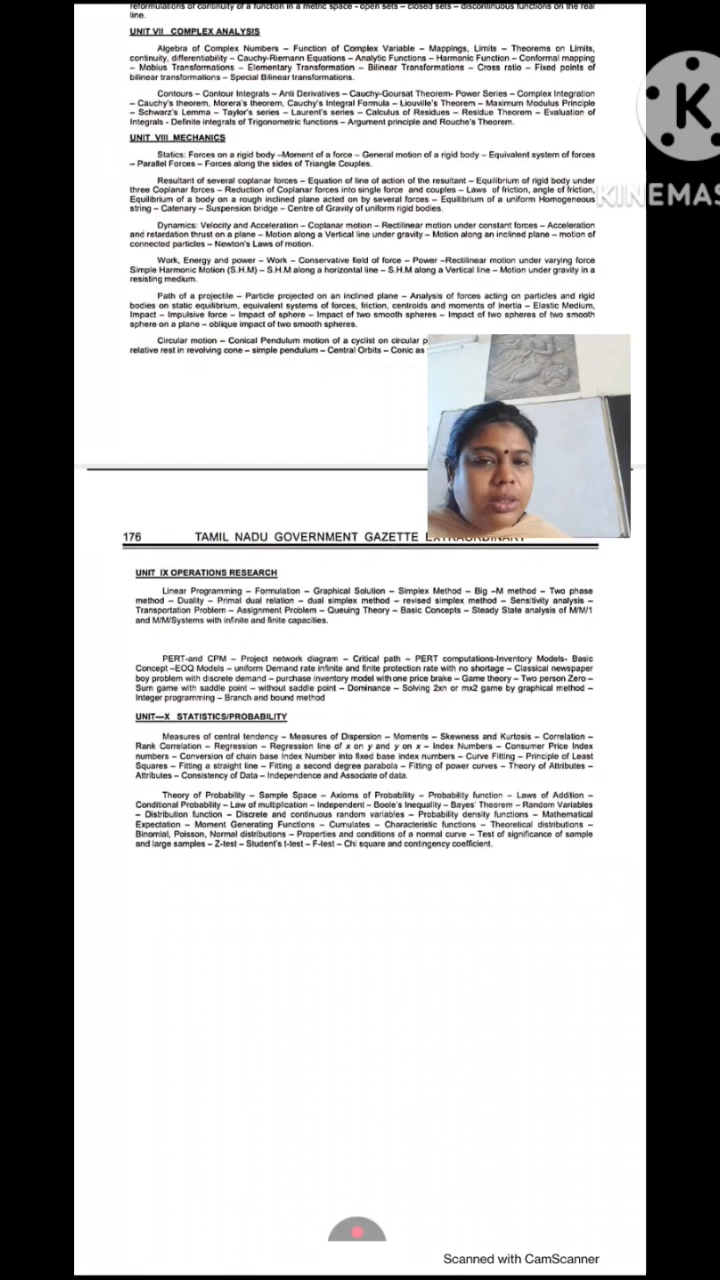 reformulations of continuity of a function in a metric space - open sets – closed sets – discontinuous functions on the real
line.
UNIT VII COMPLEX ANALYSIS
Algebra of Complex Numbers – Function of Complex Variable – Mappings, Limits – Theorems on Limits,
continuity, differentiability – Cauchy-Riemann Equations – Analytic Functions – Harmonic Function – Conformal mapping
– Mobius Transformations – Elementary Transformation – Bilinear Transformations – Cross ratio – Fixed points of
bilinear transformations – Special Bilinear transformations.
Contours – Contour Integrals – Anti Derivatives – Cauchy-Goursat Theorem- Power Series – Complex Integration
– Cauchy's theorem, Morera's theorem, Cauchy's Integral Formula – Liouville's Theorem – Maximum Modulus Principle
– Schwarz's Lemma – Taylor's series – Laurent's series – Calculus of Residues – Residue Theorem – Evaluation of
Integrals - Definite integrals of Trigonometric functions – Argument principle and Rouche's Theorem.
UNIT VIII MECHANICS
Statics: Forces on a rigid body –Moment of a force – General motion of a rigid body – Equivalent system of forces
– Parallel Forces – Forces along the sides of Triangle Couples.
Resultant of several coplanar forces – Equation of line of action of the resultant – Equilibrium of rigid body under
three Coplanar forces – Reduction of Coplanar forces into single force and couples – Laws of friction, angle of friction,
Equilibrium of a body on a rough inclined plane acted on by several forces – Equilibrium of a uniform Homogeneous
string – Catenary – Suspension bridge – Centre of Gravity of uniform rigid bodies.
Dynamics: Velocity and Acceleration – Coplanar motion – Rectilinear motion under constant forces – Acceleration
and retardation thrust on a plane – Motion along a Vertical line under gravity – Motion along an inclined plane – motion of
connected particles – Newton's Laws of motion.
Work, Energy and power – Work – Conservative field of force – Power –Rectilinear motion under varying force
Simple Harmonic Motion (S.H.M) – S.H.M along a horizontal line – S.H.M along a Vertical line – Motion under gravity in a
resisting medium.
Path of a projectile – Particle projected on an inclined plane – Analysis of forces acting on particles and rigid
bodies on static equilibrium, equivalent systems of forces, friction, centroids and moments of inertia – Elastic Medium,
Impact – Impulsive force – Impact of sphere – Impact of two smooth spheres – Impact of two spheres of two smooth
sphere on a plane – oblique impact of two smooth spheres.
Circular motion – Conical Pendulum motion of a cyclist on circular p
relative rest in revolving cone – simple pendulum – Central Orbits – Conic as
K
KINEMAS
176 TAMIL NADU GOVERNMENT GAZETTE EXTRAORDINARY
UNIT IX OPERATIONS RESEARCH
Linear Programming – Formulation – Graphical Solution – Simplex Method – Big –M method – Two phase
method – Duality – Primal dual relation – dual simplex method – revised simplex method – Sensitivity analysis –
Transportation Problem – Assignment Problem – Queuing Theory – Basic Concepts – Steady State analysis of M/M/1
and M/M/Systems with infinite and finite capacities.
PERT-and CPM – Project network diagram – Critical path – PERT computations-Inventory Models- Basic
Concept –EOQ Models – uniform Demand rate infinite and finite protection rate with no shortage – Classical newspaper
boy problem with discrete demand – purchase inventory model with one price brake – Game theory – Two person Zero –
Sum game with saddle point – without saddle point – Dominance – Solving 2xn or mx2 game by graphical method –
Integer programming – Branch and bound method
UNIT—X STATISTICS/PROBABILITY
Measures of central tendency – Measures of Dispersion – Moments – Skewness and Kurtosis – Correlation –
Rank Correlation – Regression – Regression line of x on y and y on x – Index Numbers – Consumer Price Index
numbers – Conversion of chain base Index Number into fixed base index numbers – Curve Fitting – Principle of Least
Squares – Fitting a straight line – Fitting a second degree parabola – Fitting of power curves – Theory of Attributes –
Attributes – Consistency of Data – Independence and Associate of data.
Theory of Probability – Sample Space – Axioms of Probability – Probability function – Laws of Addition –
Conditional Probability – Law of multiplication – Independent – Boole's Inequality – Bayes' Theorem – Random Variables
– Distribution function – Discrete and continuous random variables – Probability density functions – Mathematical
Expectation – Moment Generating Functions – Cumulates – Characteristic functions – Theorelical distributions –
Binomial, Poisson, Normal distributions – Properties and conditions of a normal curve – Test of significance of sample
and large samples – Z-test – Student's t-test – F-test – Chi square and contingency coefficient.
Scanned with CamScanner